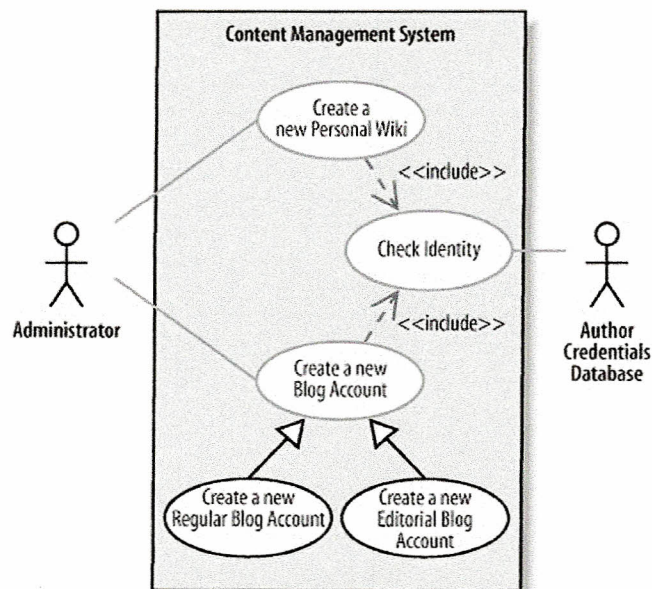 Content Management System
Create a
new Personal Wiki
<<include>>
Check Identity
Administrator
Author
Credentials
Database
<<include>>
Create a new
Blog Account
Create a new
Regular Blog Account
Create a new
Editorial Blog
Account